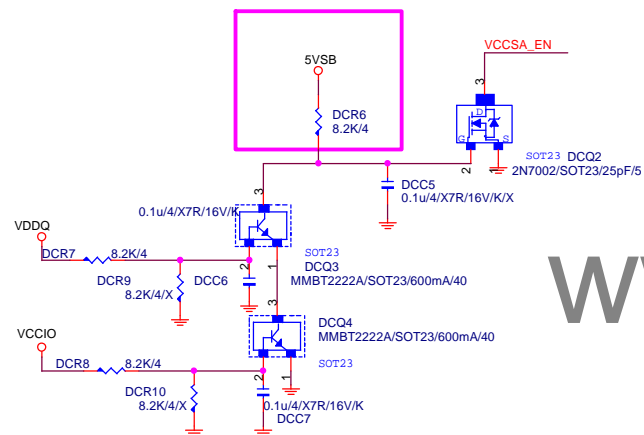 VCCSA_EN
5VSB
3
DCR6
8.2K/4
D
G
S
SOT23
DCQ2
2
1
2N7002/SOT23/25pF/5
DCC5
0.1u/4/X7R/16V/K/X
3
0.1u/4/X7R/16V/K
VDDQ
SOT23
DCR7
8.2K/4
2
1
DCQ3
MMBT2222A/SOT23/600mA/40
DCR9
8.2K/4/X
DCC6
3
DCQ4
MMBT2222A/SOT23/600mA/40
VCCIO
SOT23
DCR8
8.2K/4
2
1
DCR10
8.2K/4/X
0.1u/4/X7R/16V/K
DCC7